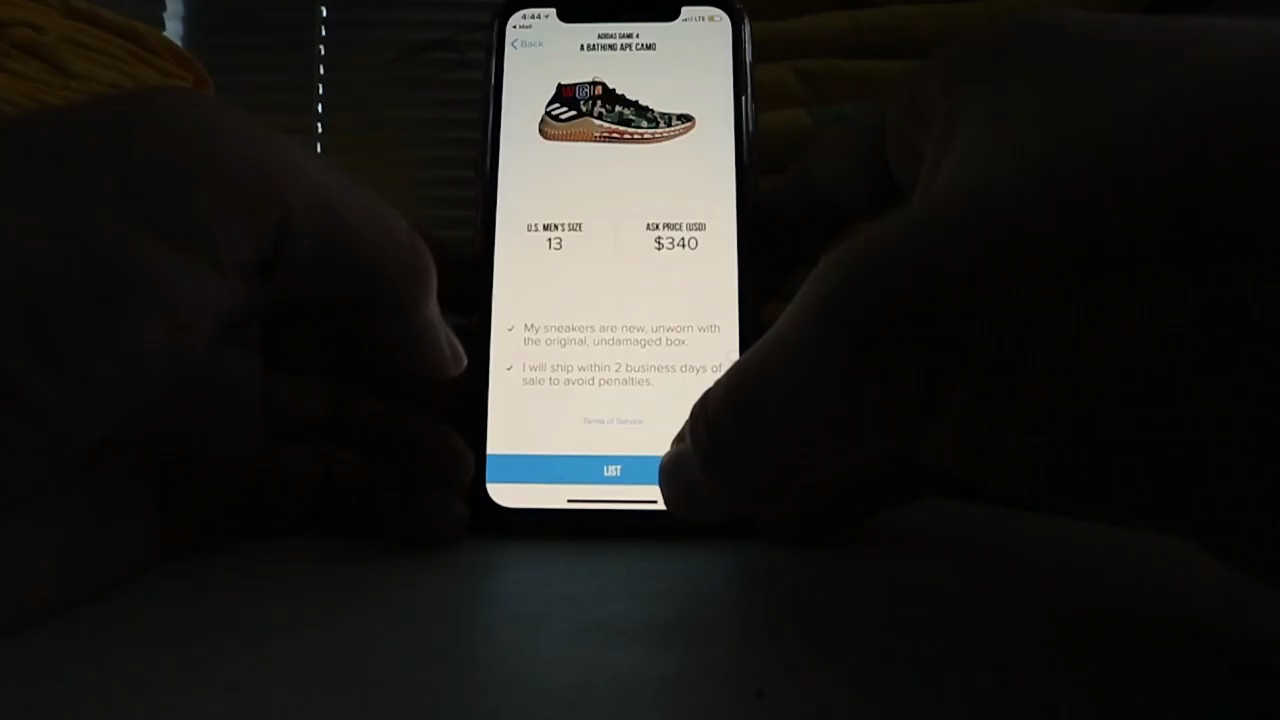 4:44
LTE
Mail
Back
ADIDAS DAME 4
A BATHING APE CAMO
U.S. MEN'S SIZE
13
ASK PRICE (USD)
$340
My sneakers are new, unworn with
the original, undamaged box.
I will ship within 2 business days of
sale to avoid penalties.
Terms of Service
LIST